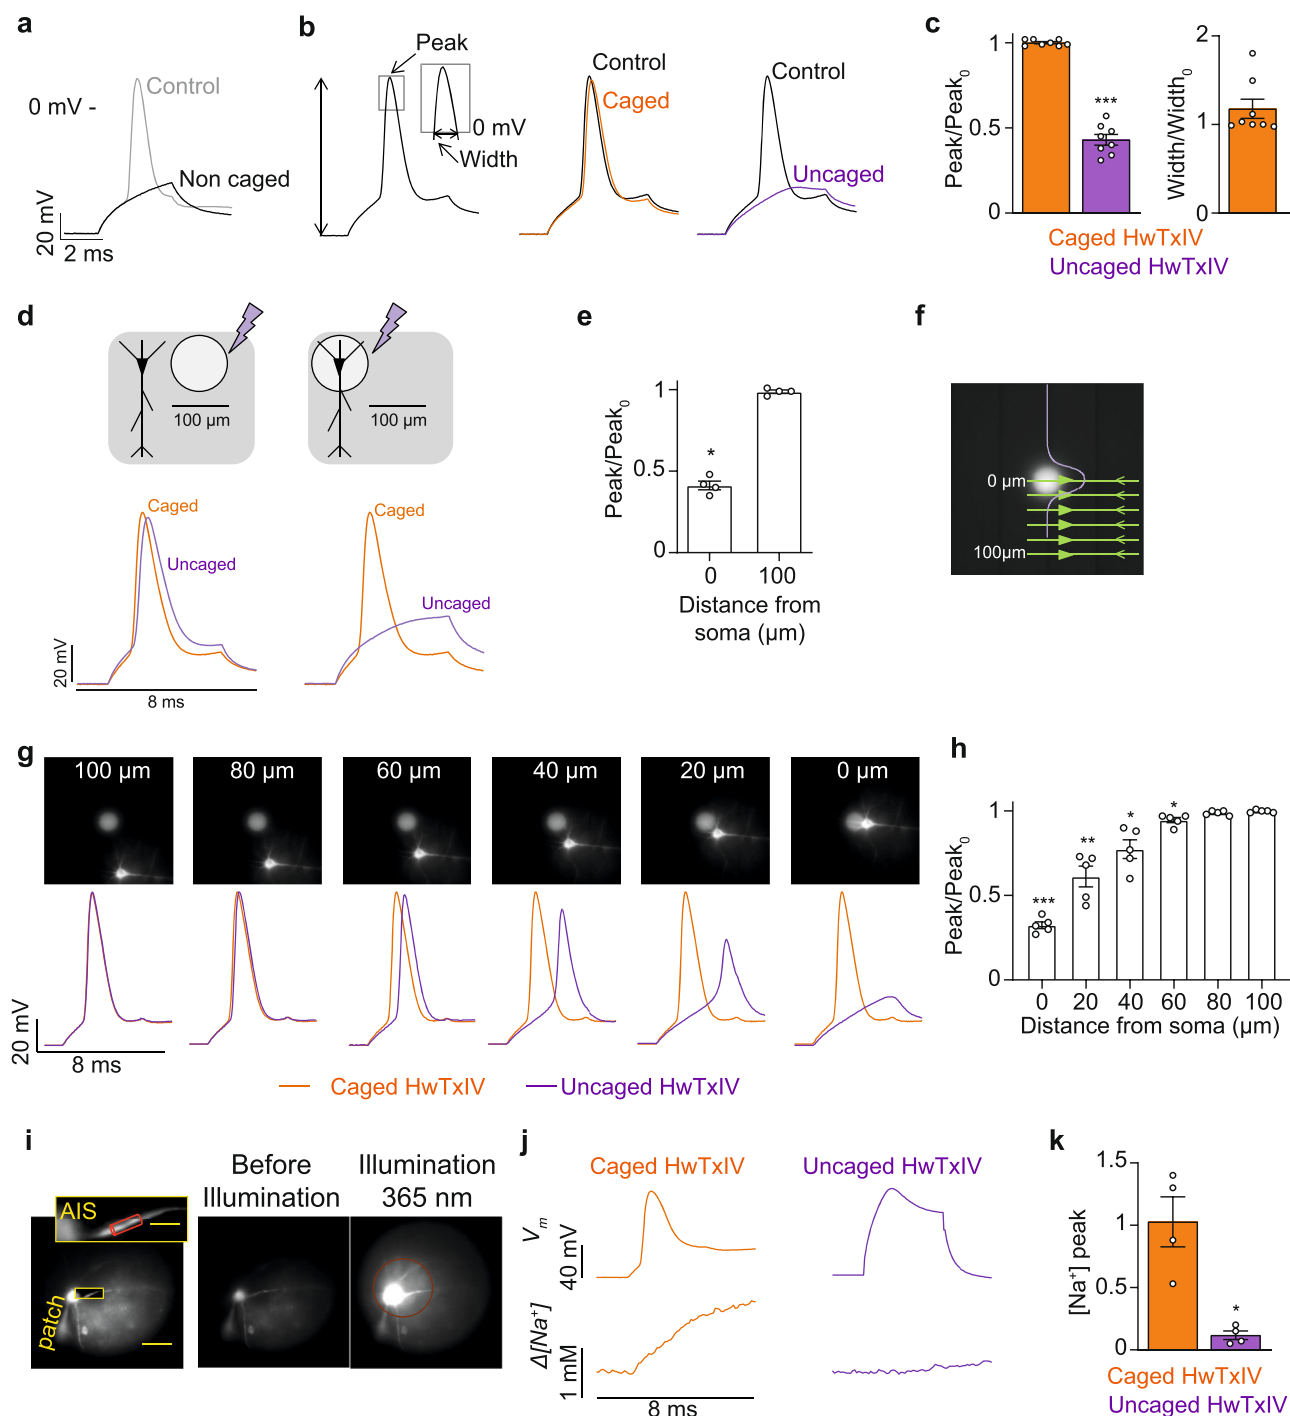 a
Control
0 mV -
Non caged
20 mV
2 ms
b
Peak
0 mV
Width
Control
Caged
Control
Uncaged
c
Peak/Peak0
1
0.5
0
***
Width/Width0
2
1
0
Caged HwTxIV
Uncaged HwTxIV
d
100 µm
100 µm
Caged
Uncaged
Caged
Uncaged
20 mV
8 ms
e
Peak/Peak0
1
0.5
0
*
0 100
Distance from
soma (µm)
f
0 µm
100µm
g
100 µm 80 µm 60 µm 40 µm 20 µm 0 µm
20 mV
8 ms
Caged HwTxIV Uncaged HwTxIV
h
Peak/Peak0
1
0.5
0
*** ** * *
0 20 40 60 80 100
Distance from soma (µm)
i
AIS
patch
Before
Illumination
Illumination
365 nm
j
Caged HwTxIV Uncaged HwTxIV
Vm
40 mV
Δ[Na+]
1 mM
8 ms
k
[Na+] peak
1.5
1
0.5
0
*
Caged HwTxIV
Uncaged HwTxIV